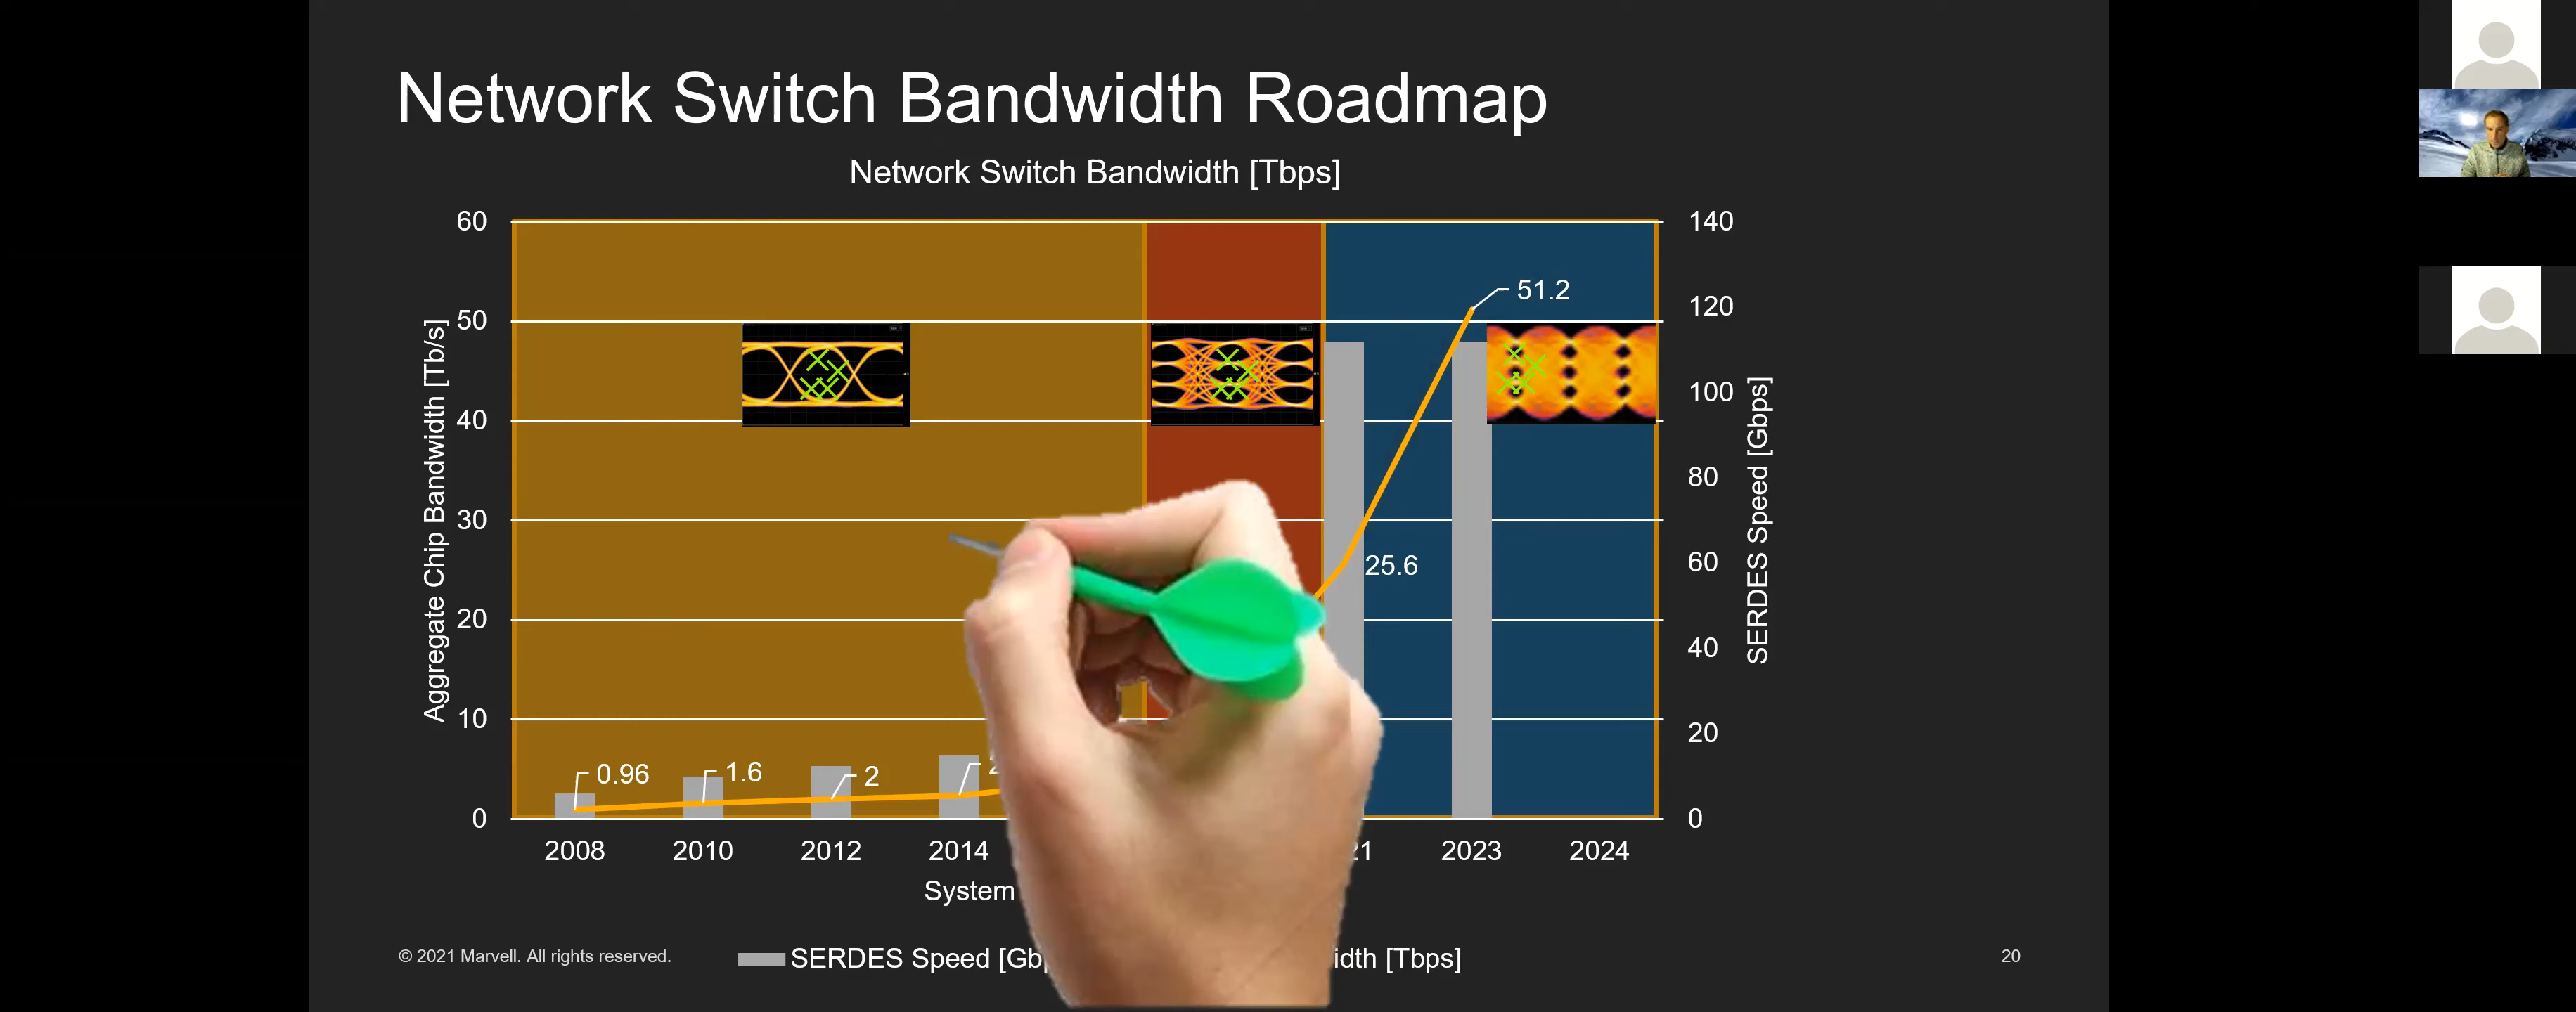 Network Switch Bandwidth Roadmap
Network Switch Bandwidth [Tbps]
60
50
40
30
20
10
0
Aggregate Chip Bandwidth [Tb/s]
140
120
100
80
60
40
20
0
SERDES Speed [Gbps]
51.2
25.6
0.96
1.6
2
2008 2010 2012 2014 21 2023 2024
System
SERDES Speed [Gb idth [Tbps]
© 2021 Marvell. All rights reserved.
20